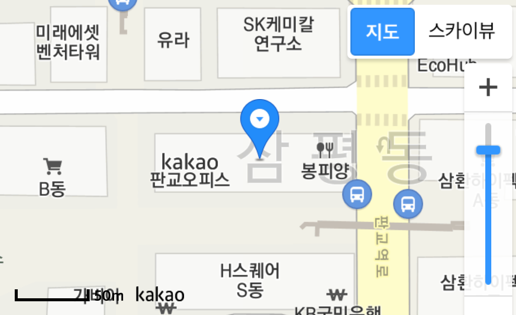 미래에셋
벤처타워
유라
SK케미칼
연구소
지도
스카이뷰
EcoHub
삼평동
kakao
판교오피스
봉피양
B동
삼환하이펙
A동
판교역로
H스퀘어
S동
삼환하이펙
50m
kakao
KB국민은행